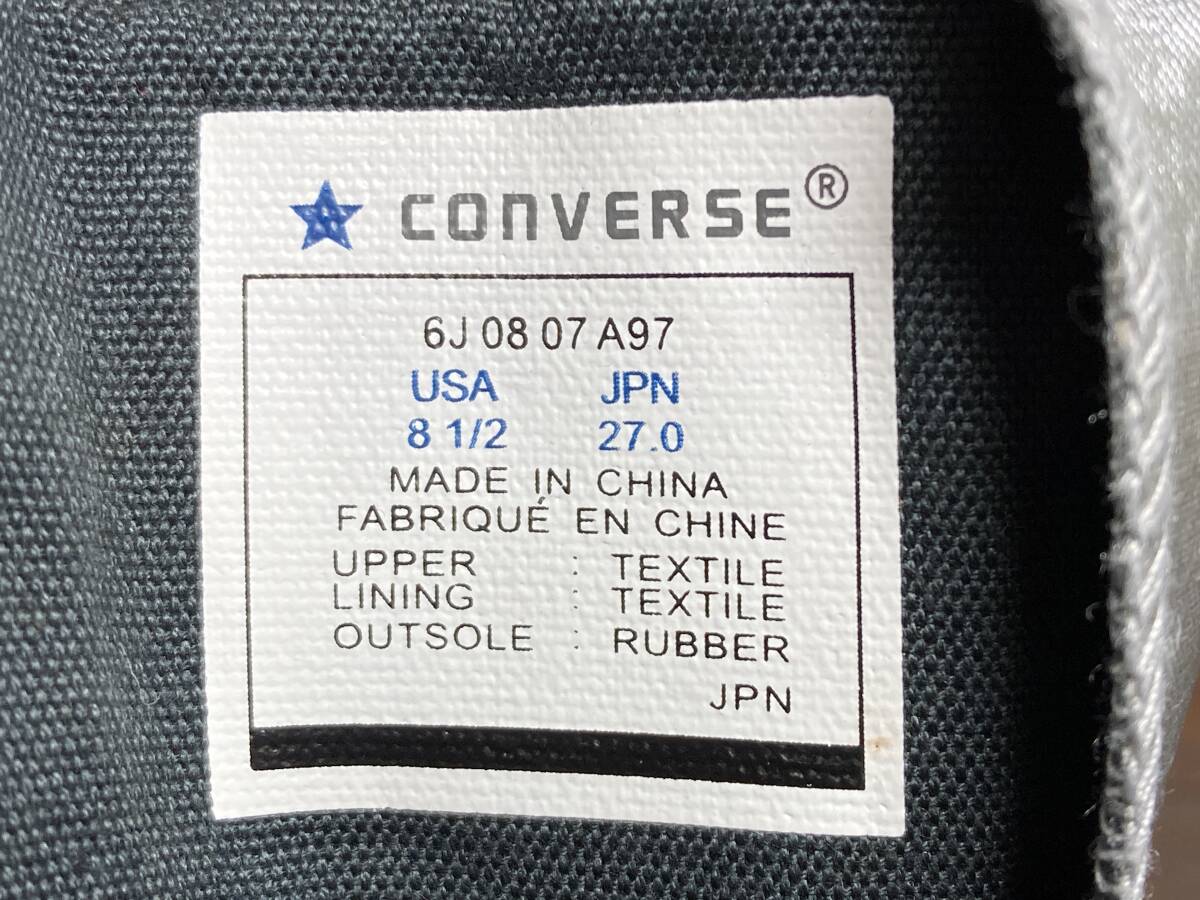 CONVERSE®
6J 08 07 A97
USA JPN
8 1/2 27.0
MADE IN CHINA
FABRIQUÉ EN CHINE
UPPER : TEXTILE
LINING : TEXTILE
OUTSOLE : RUBBER
JPN